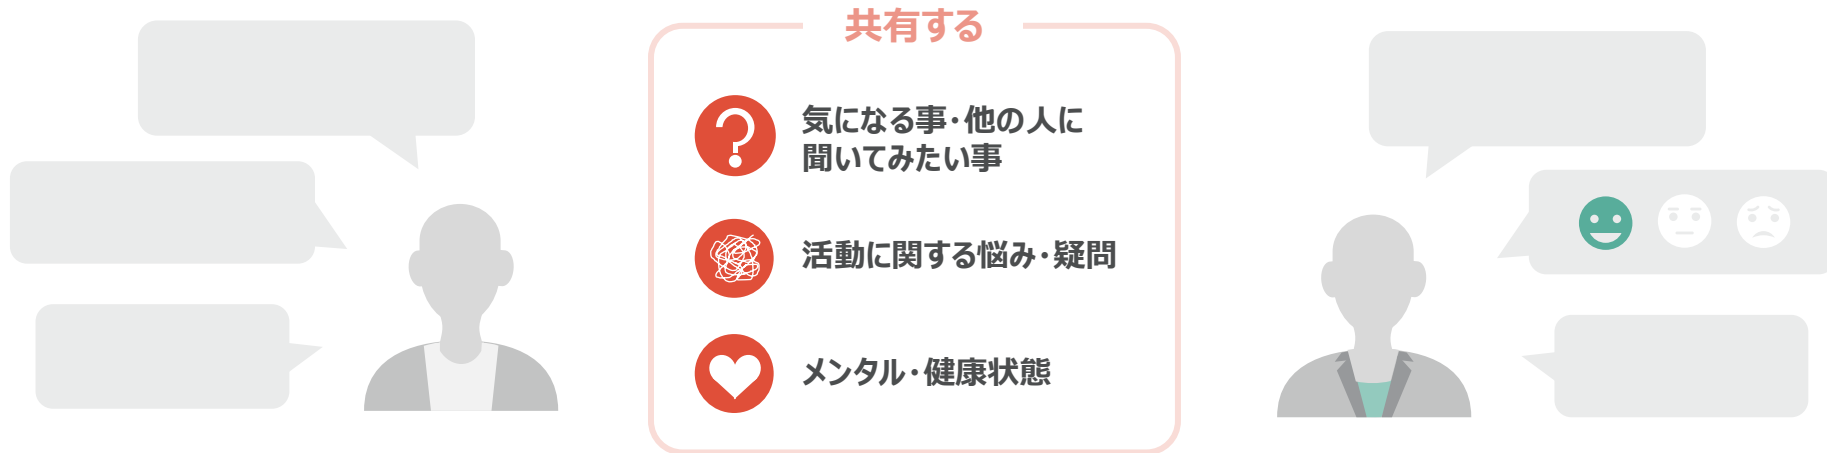 共有する
気になる事・他の人に
聞いてみたい事
活動に関する悩み・疑問
メンタル・健康状態